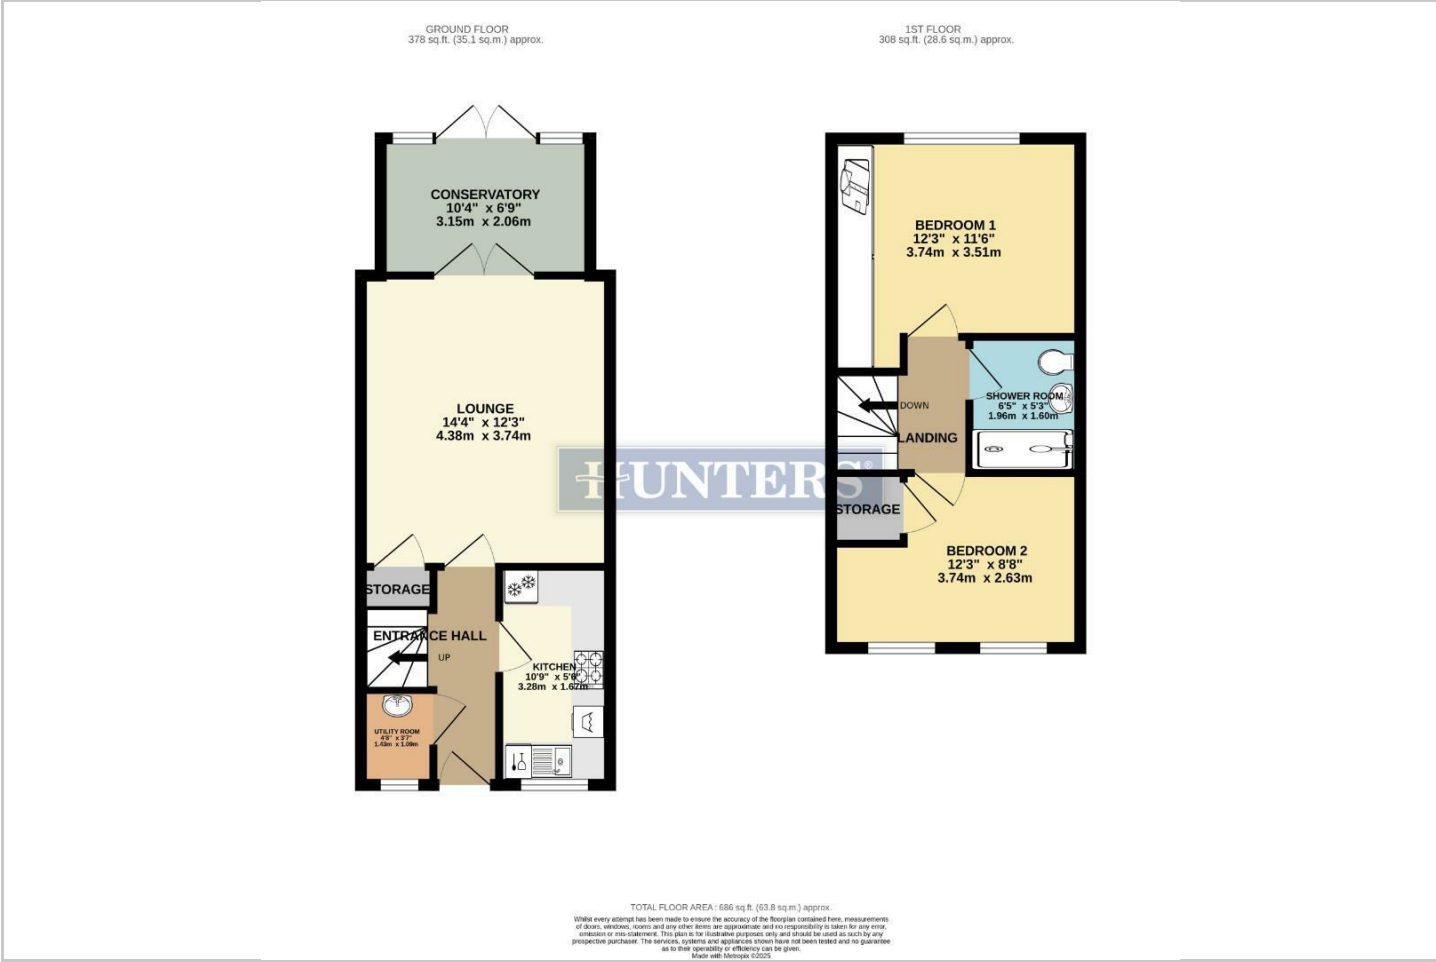 GROUND FLOOR
378 sq.ft. (35.1 sq.m.) approx.
1ST FLOOR
308 sq.ft. (28.6 sq.m.) approx.
CONSERVATORY
10'4" x 6'9"
3.15m x 2.06m
LOUNGE
14'4" x 12'3"
4.38m x 3.74m
STORAGE
ENTRANCE HALL
UP
KITCHEN
10'9" x 5'6"
3.28m x 1.67m
UTILITY ROOM
4'8" x 3'7"
1.43m x 1.09m
BEDROOM 1
12'3" x 11'6"
3.74m x 3.51m
SHOWER ROOM
6'5" x 5'3"
1.96m x 1.60m
DOWN
LANDING
STORAGE
BEDROOM 2
12'3" x 8'8"
3.74m x 2.63m
HUNTERS®
TOTAL FLOOR AREA : 686 sq.ft. (63.8 sq.m.) approx.
Whilst every attempt has been made to ensure the accuracy of the floorplan contained here, measurements
of doors, windows, rooms and any other items are approximate and no responsibility is taken for any error,
omission or mis-statement. This plan is for illustrative purposes only and should be used as such by any
prospective purchaser. The services, systems and appliances shown have not been tested and no guarantee
as to their operability or efficiency can be given.
Made with Metropix ©2025